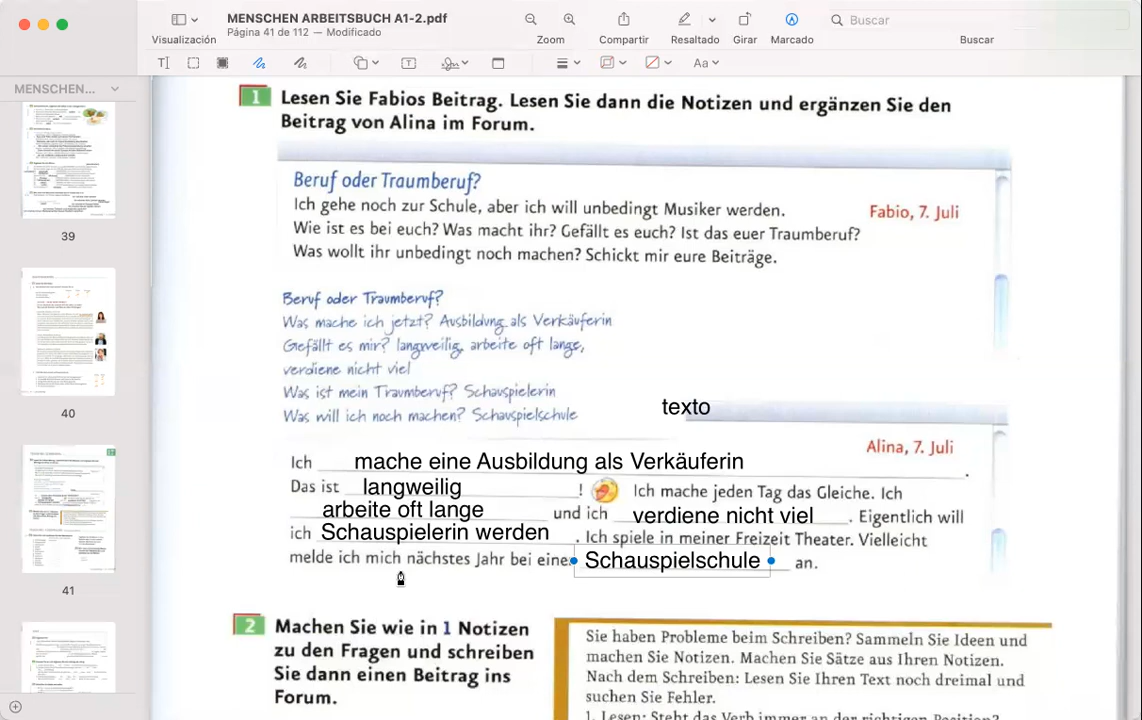 MENSCHEN ARBEITSBUCH A1-2.pdf
Página 41 de 112 — Modificado
Visualización
Zoom
Compartir
Resaltado
Girar
Marcado
Buscar
Buscar
Aa
MENSCHEN...
39
40
41
1 Lesen Sie Fabios Beitrag. Lesen Sie dann die Notizen und ergänzen Sie den
Beitrag von Alina im Forum.
Beruf oder Traumberuf?
Ich gehe noch zur Schule, aber ich will unbedingt Musiker werden.
Fabio, 7. Juli
Wie ist es bei euch? Was macht ihr? Gefällt es euch? Ist das euer Traumberuf?
Was wollt ihr unbedingt noch machen? Schickt mir eure Beiträge.
Beruf oder Traumberuf?
Was mache ich jetzt? Ausbildung als Verkäuferin
Gefällt es mir? langweilig, arbeite oft lange,
verdiene nicht viel
Was ist mein Traumberuf? Schauspielerin
Was will ich noch machen? Schauspielschule
texto
Alina, 7. Juli
Ich mache eine Ausbildung als Verkäuferin .
Das ist langweilig ! Ich mache jeden Tag das Gleiche. Ich
arbeite oft lange und ich verdiene nicht viel . Eigentlich will
ich Schauspielerin werden . Ich spiele in meiner Freizeit Theater. Vielleicht
melde ich mich nächstes Jahr bei einer Schauspielschule an.
2 Machen Sie wie in 1 Notizen
zu den Fragen und schreiben
Sie dann einen Beitrag ins
Forum.
Sie haben Probleme beim Schreiben? Sammeln Sie Ideen und
machen Sie Notizen. Machen Sie Sätze aus Ihren Notizen.
Nach dem Schreiben: Lesen Sie Ihren Text noch dreimal und
suchen Sie Fehler.
1. Lesen: Steht das Verb immer an der richtigen Position?